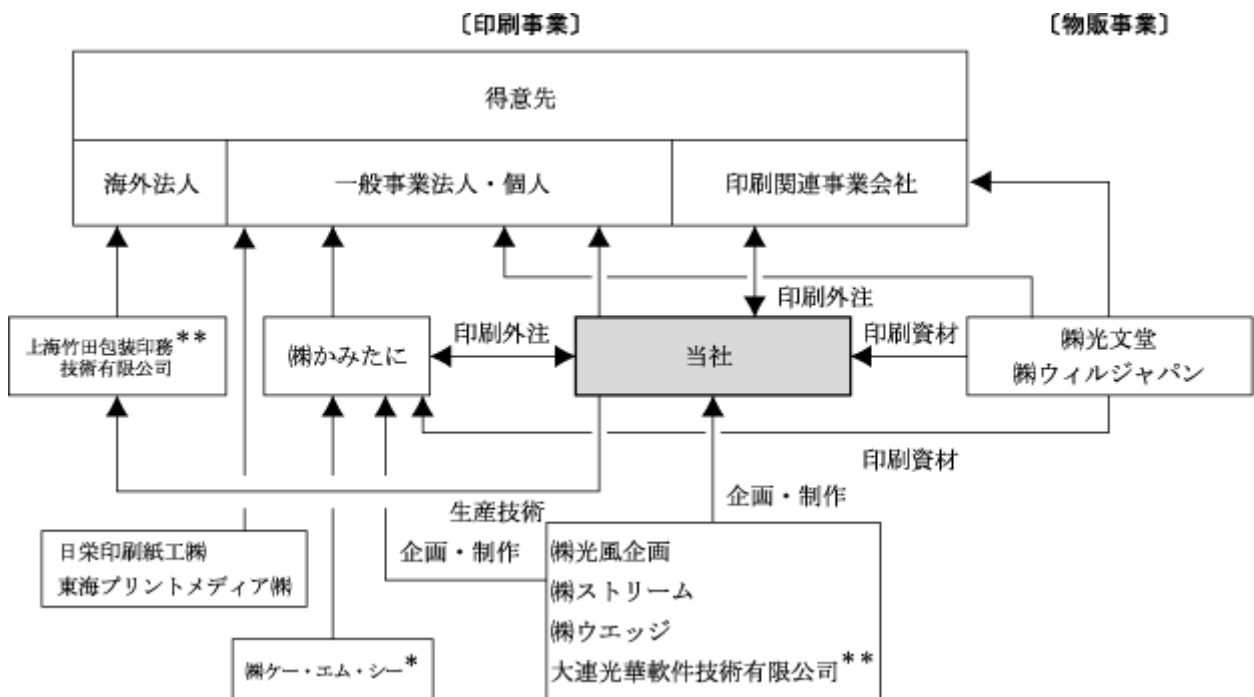 〔印刷事業〕
〔物販事業〕
得意先
海外法人
一般事業法人・個人
印刷関連事業会社
印刷外注
上海竹田包装印務**
技術有限公司
㈱かみたに
印刷外注
当社
印刷資材
㈱光文堂
㈱ウィルジャパン
印刷資材
生産技術
企画・制作
企画・制作
日栄印刷紙工㈱
東海プリントメディア㈱
㈱光風企画
㈱ストリーム
㈱ウエッジ
大連光華軟件技術有限公司**
㈱ケー・エム・シー*